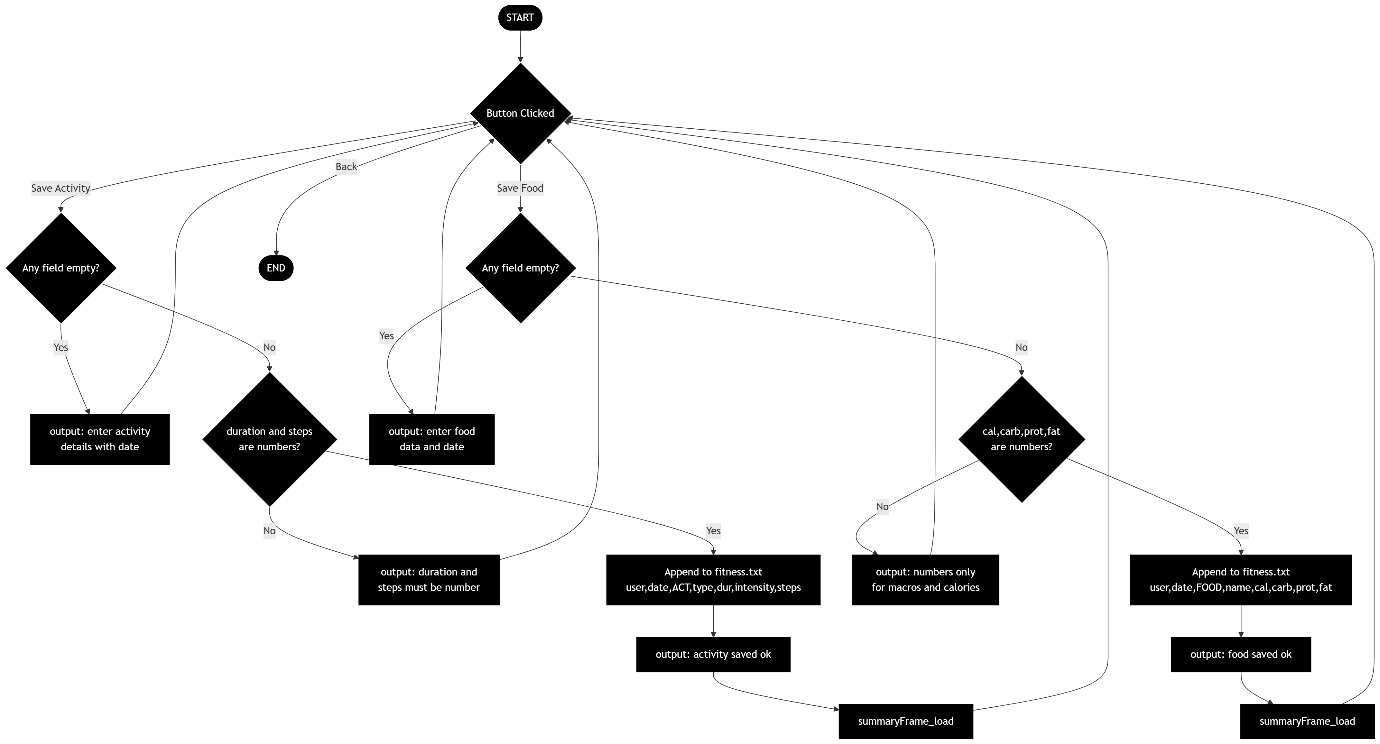 START
Button Clicked
Back
Save Activity
Save Food
Any field empty?
END
Any field empty?
Yes
No
Yes
No
output: enter activity
details with date
duration and steps
are numbers?
output: enter food
data and date
cal,carb,prot,fat
are numbers?
No
Yes
No
Yes
output: duration and
steps must be number
Append to fitness.txt
user,date,ACT,type,dur,intensity,steps
output: numbers only
for macros and calories
Append to fitness.txt
user,date,FOOD,name,cal,carb,prot,fat
output: activity saved ok
output: food saved ok
summaryFrame_load
summaryFrame_load